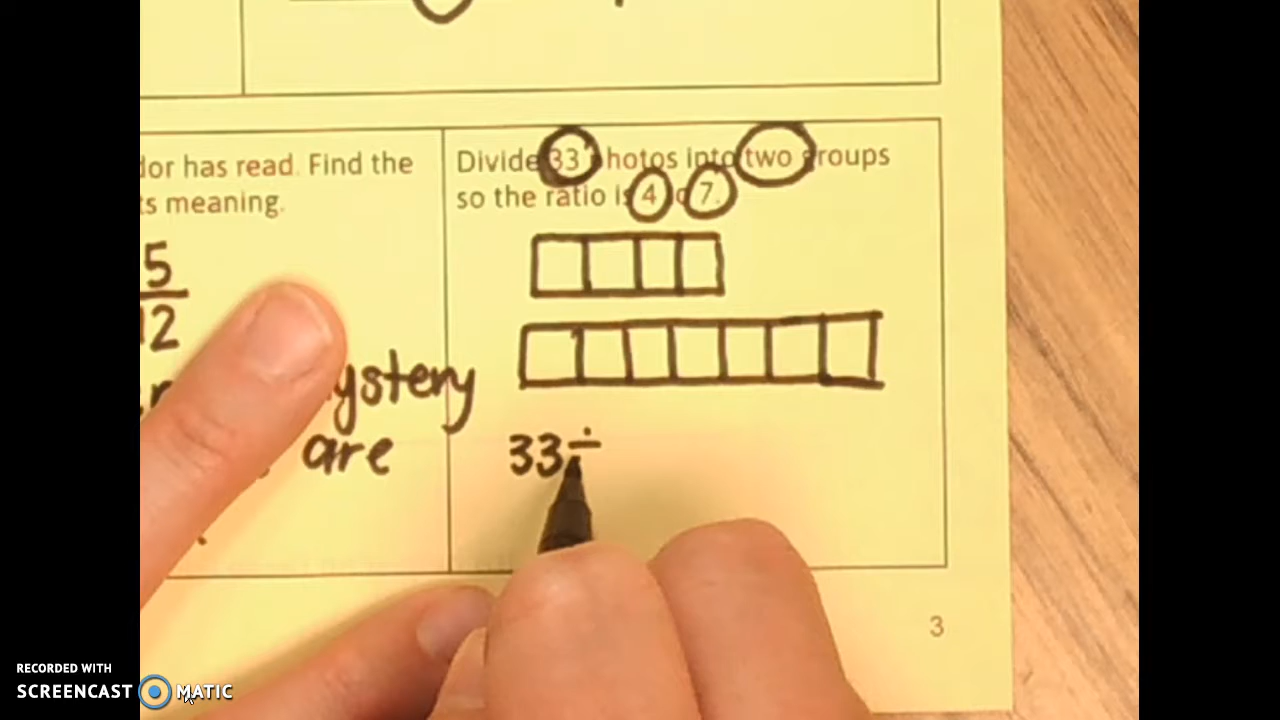 dor has read. Find the
ts meaning.
5
12
ystery
are
Divide 33 photos into two groups
so the ratio is 4 to 7.
33÷
3
RECORDED WITH
SCREENCAST MATIC